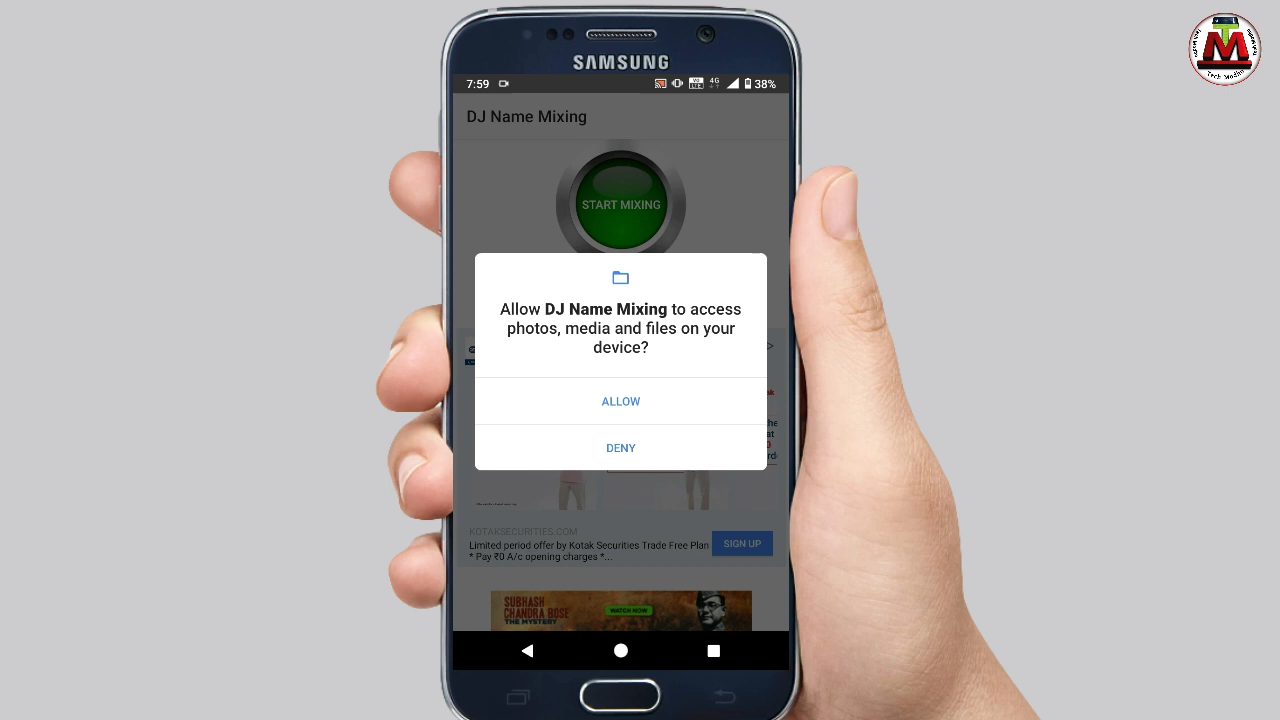 SAMSUNG
7:59
VO
LTE
4G
38%
DJ Name Mixing
START MIXING
Allow DJ Name Mixing to access
photos, media and files on your
device?
ALLOW
DENY
KOTAKSECURITIES.COM
Limited period offer by Kotak Securities Trade Free Plan
* Pay ₹0 A/c opening charges *...
SIGN UP
SUBHASH
CHANDRA BOSE
THE MYSTERY
WATCH NOW